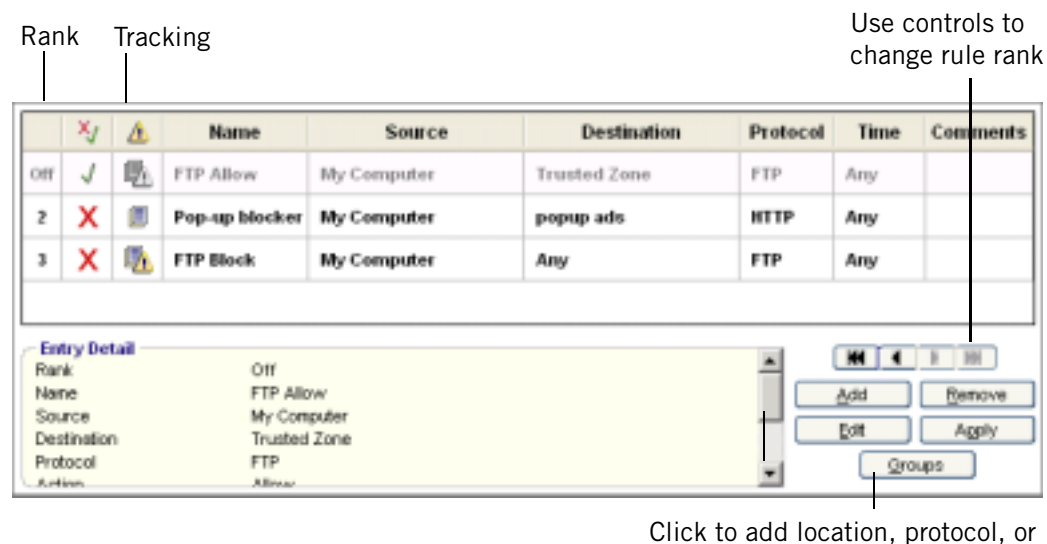 Rank Tracking
Use controls to
change rule rank
Name Source Destination Protocol Time Comments
Off FTP Allow My Computer Trusted Zone FTP Any
2 Pop-up blocker My Computer popup ads HTTP Any
3 FTP Block My Computer Any FTP Any
Entry Detail
Rank Off
Name FTP Allow
Source My Computer
Destination Trusted Zone
Protocol FTP
Action Allow
Add Remove
Edit Apply
Groups
Click to add location, protocol, or